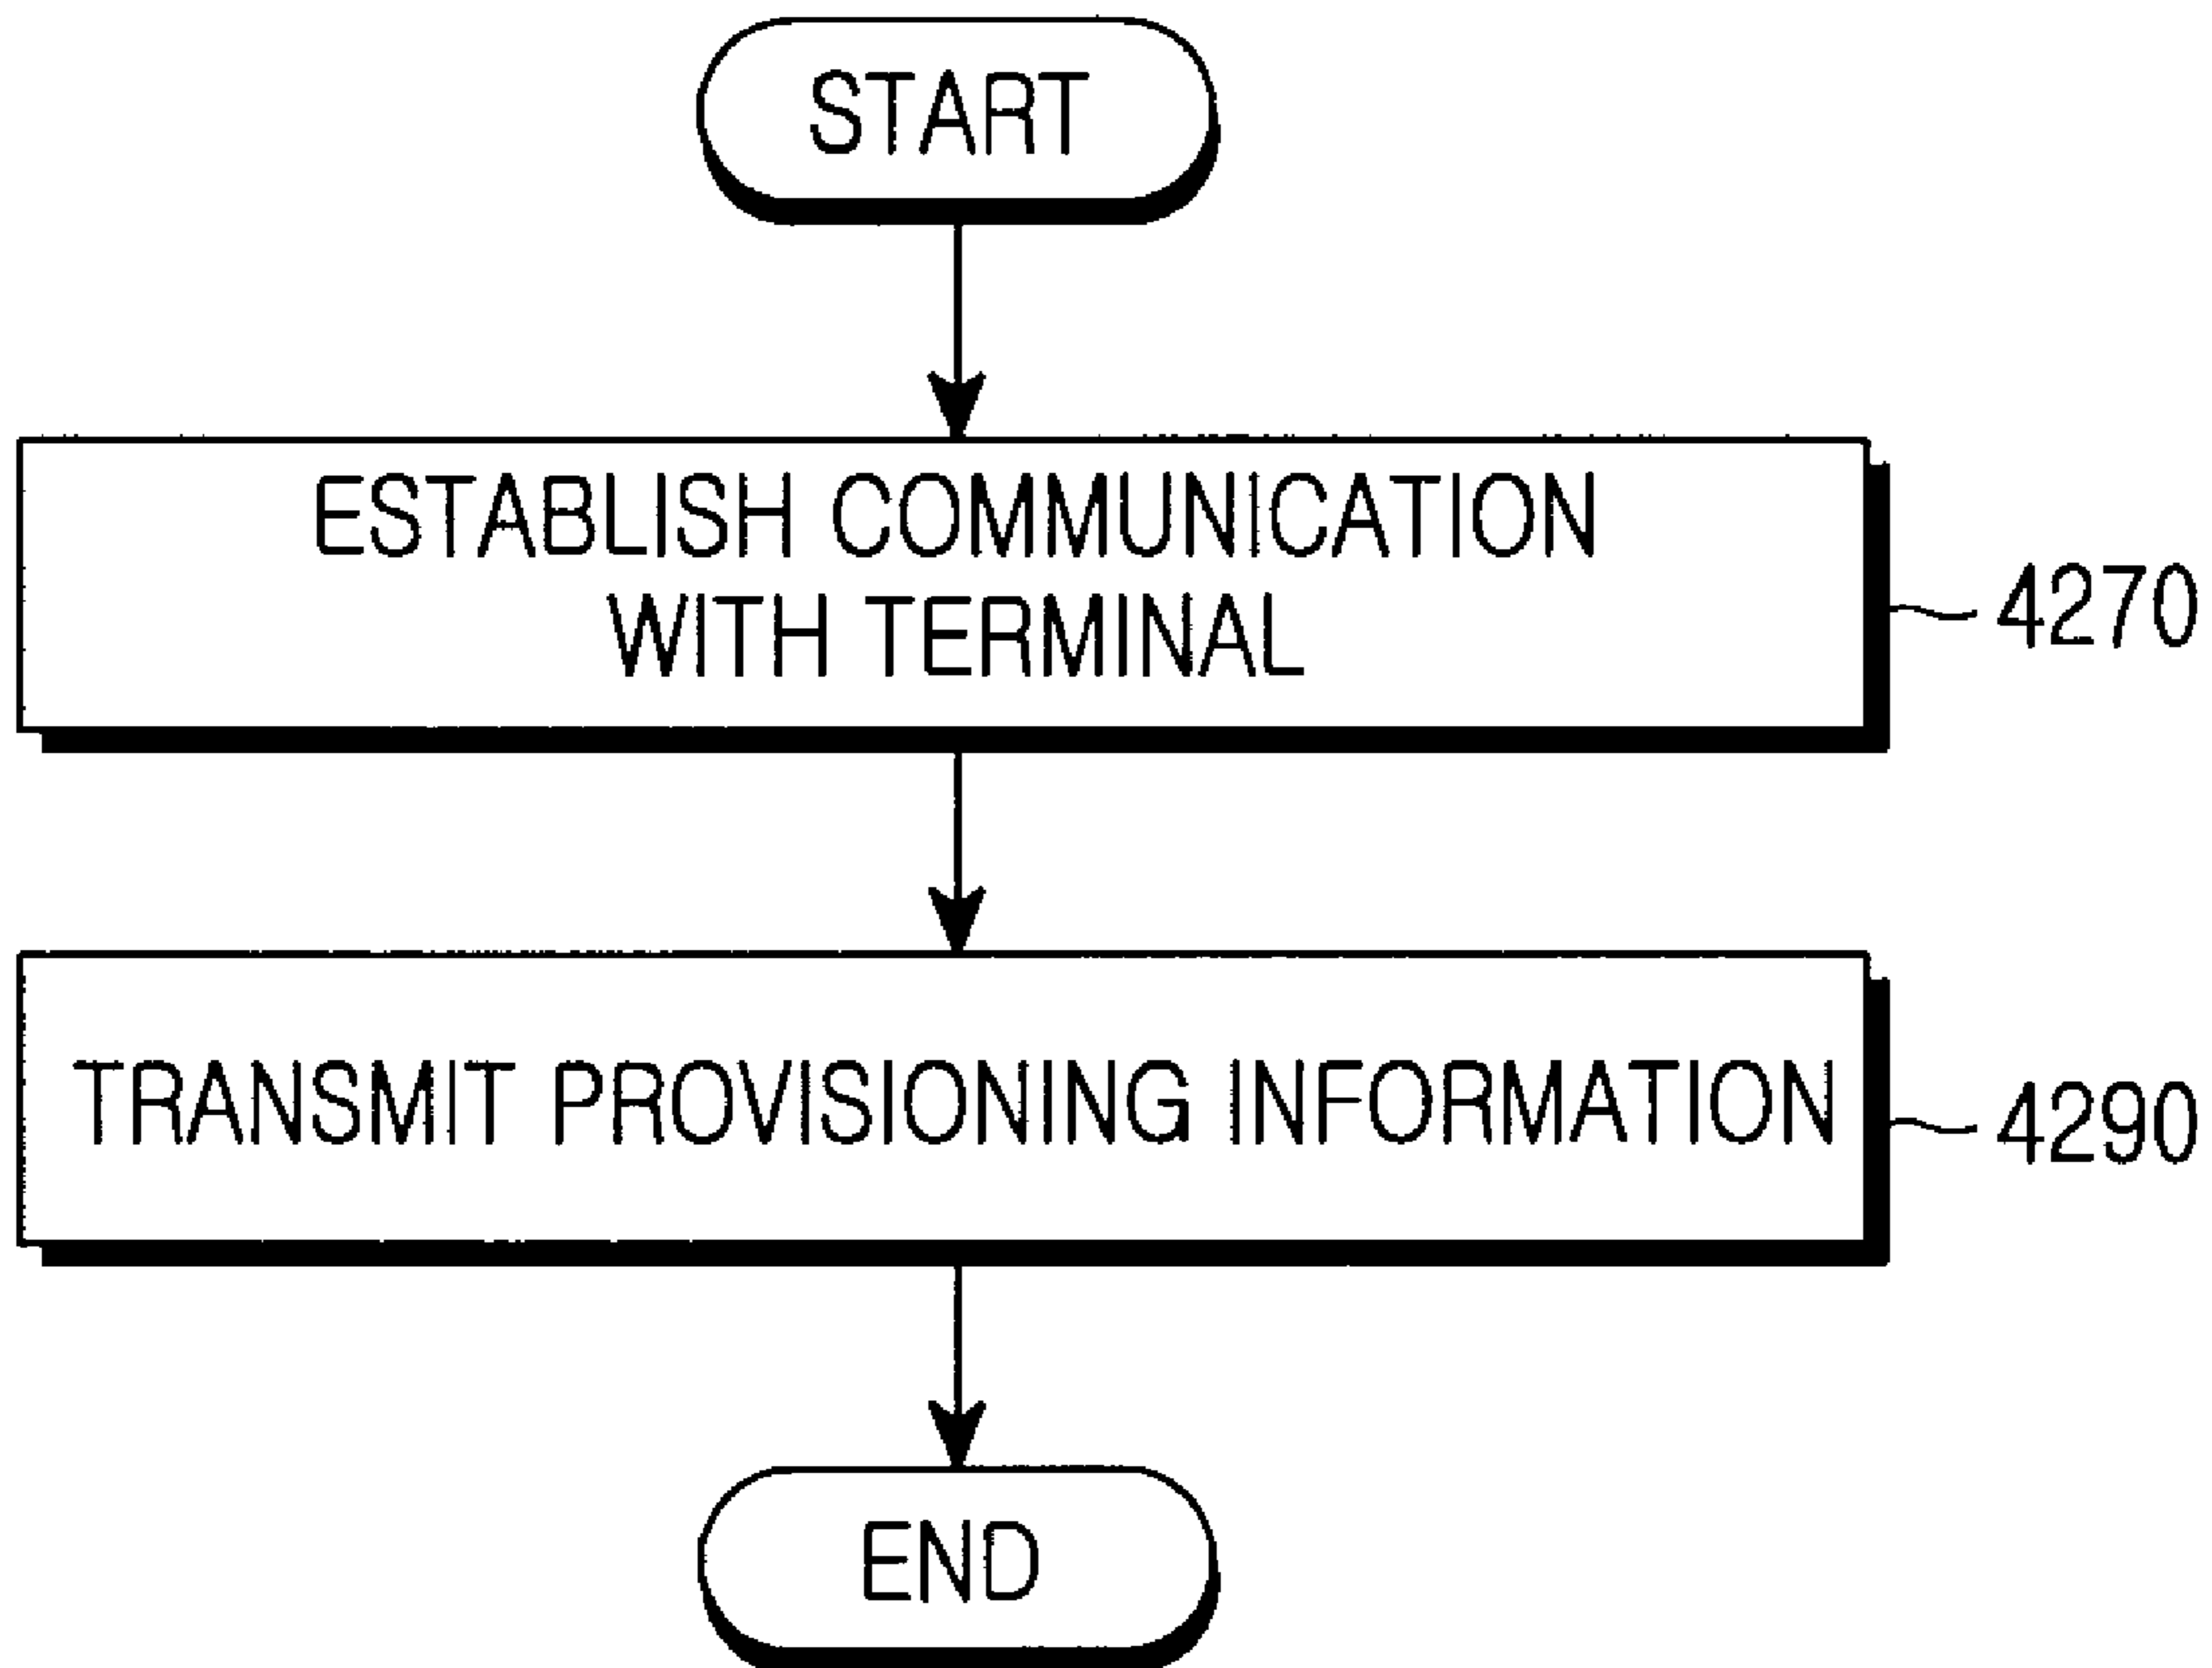 START
ESTABLISH COMMUNICATION
WITH TERMINAL
4270
TRANSMIT PROVISIONING INFORMATION
4290
END